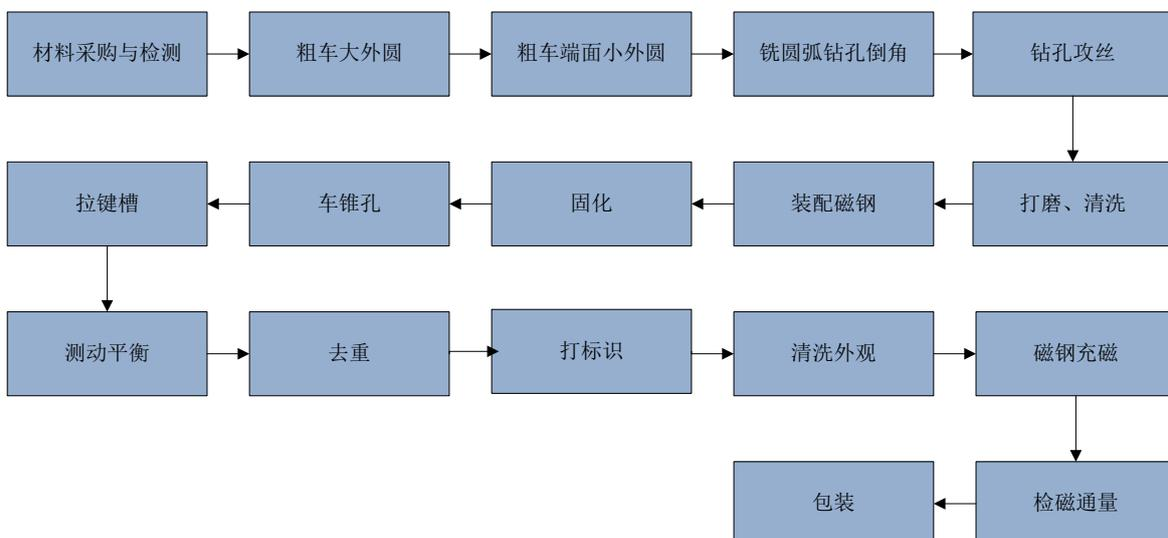 材料采购与检测
粗车大外圆
粗车端面小外圆
铣圆弧钻孔倒角
钻孔攻丝
打磨、清洗
装配磁钢
固化
车锥孔
拉键槽
测动平衡
去重
打标识
清洗外观
磁钢充磁
检磁通量
包装